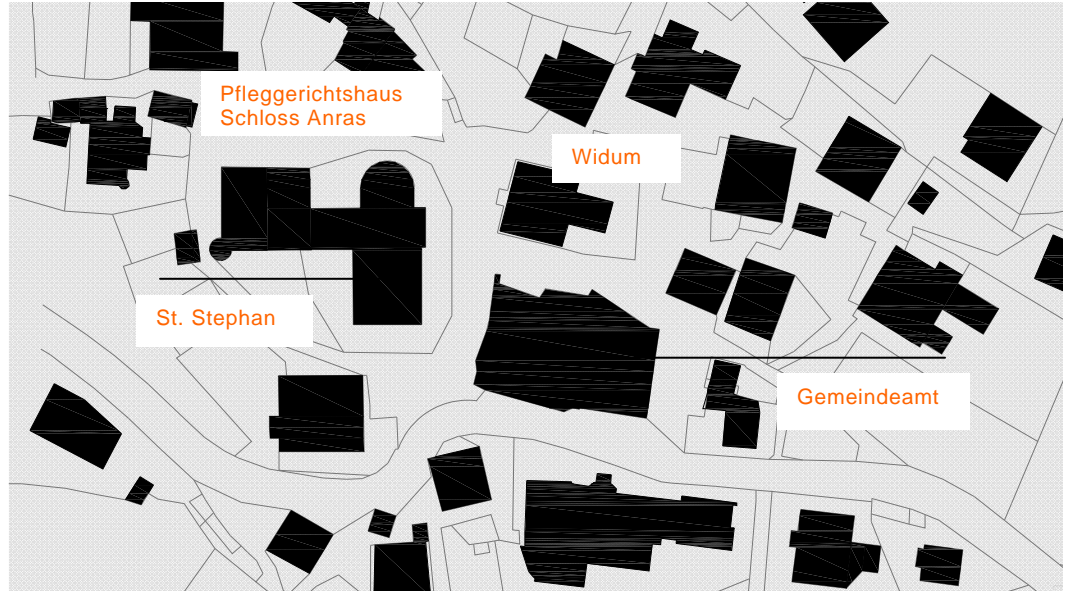 Pfleggerichtshaus
Schloss Anras
Widum
St. Stephan
Gemeindeamt